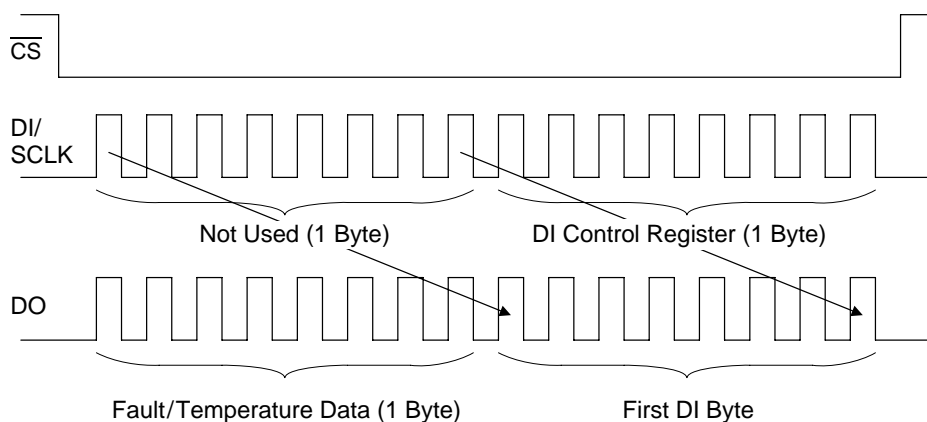 CS
DI/
SCLK
Not Used (1 Byte)
DI Control Register (1 Byte)
DO
Fault/Temperature Data (1 Byte)
First DI Byte